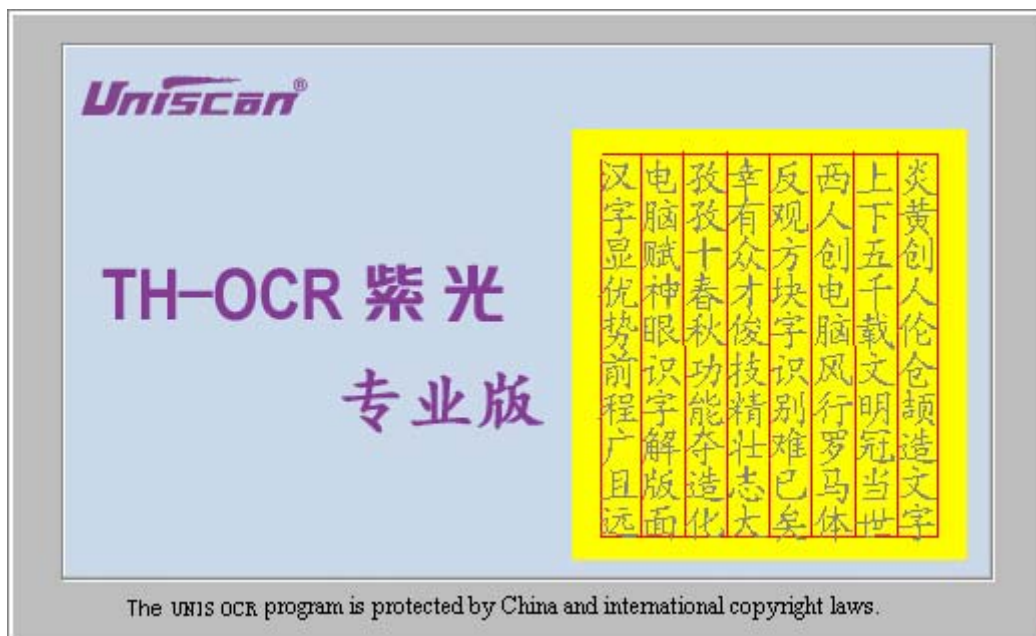 Uniscan®
TH-OCR 紫光
专业版
炎黄创人伦仓颉造文字
上下五千载文明冠当世
西人创电脑风行罗马体
反观方块字识别难已矣
幸有众才俊技精壮志大
孜孜十春秋功能夺造化
电脑赋神眼识字解版面
汉字显优势前程广且远
The UNIS OCR program is protected by China and international copyright laws.